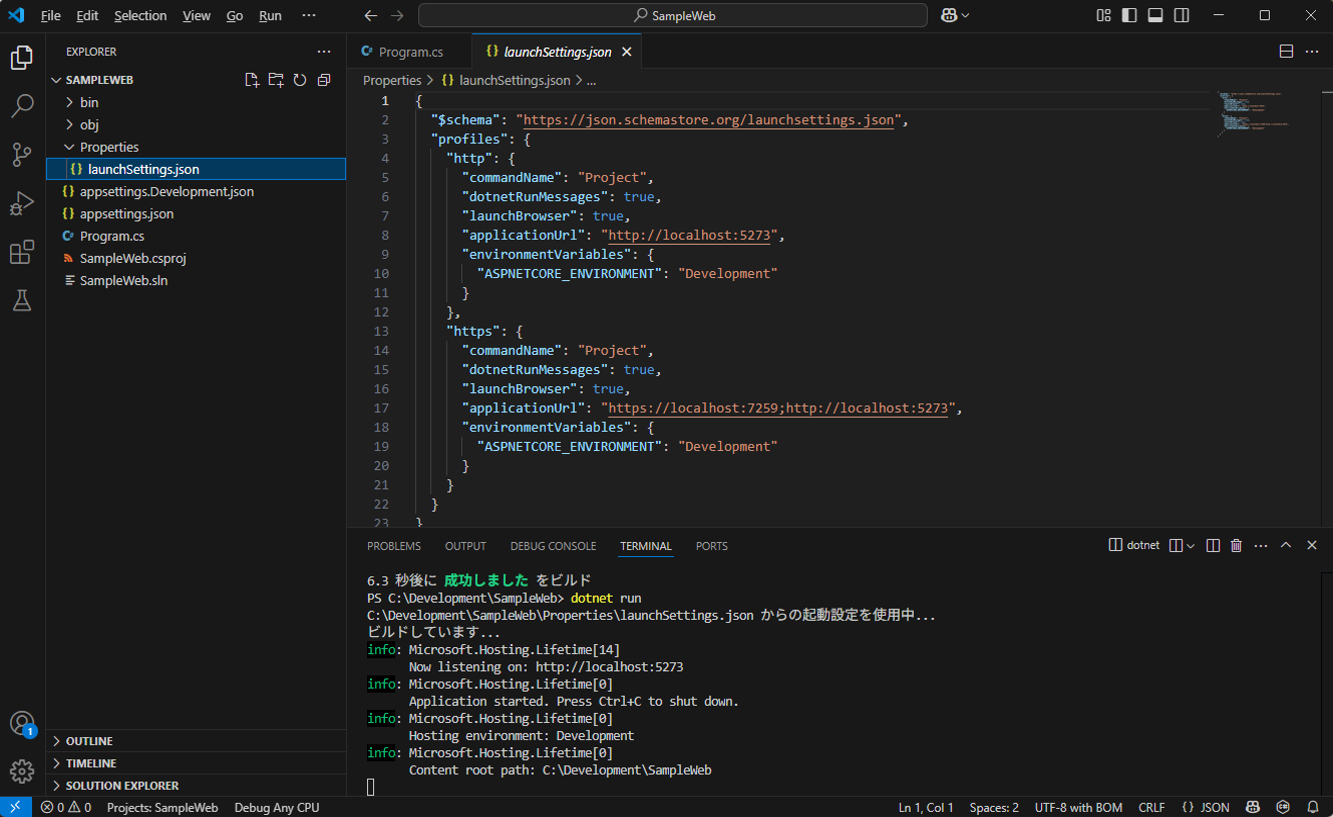 File Edit Selection View Go Run ...
SampleWeb
EXPLORER
SAMPLEWEB
bin
obj
Properties
{} launchSettings.json
{} appsettings.Development.json
{} appsettings.json
Program.cs
SampleWeb.csproj
SampleWeb.sln
OUTLINE
TIMELINE
SOLUTION EXPLORER
Program.cs
{} launchSettings.json
Properties > {} launchSettings.json > ...
1 {
2 "$schema": "https://json.schemastore.org/launchsettings.json",
3 "profiles": {
4 "http": {
5 "commandName": "Project",
6 "dotnetRunMessages": true,
7 "launchBrowser": true,
8 "applicationUrl": "http://localhost:5273",
9 "environmentVariables": {
10 "ASPNETCORE_ENVIRONMENT": "Development"
11 }
12 },
13 "https": {
14 "commandName": "Project",
15 "dotnetRunMessages": true,
16 "launchBrowser": true,
17 "applicationUrl": "https://localhost:7259;http://localhost:5273",
18 "environmentVariables": {
19 "ASPNETCORE_ENVIRONMENT": "Development"
20 }
21 }
22 }
23 }
PROBLEMS OUTPUT DEBUG CONSOLE TERMINAL PORTS
dotnet
6.3 秒後に 成功しました をビルド
PS C:\Development\SampleWeb> dotnet run
C:\Development\SampleWeb\Properties\launchSettings.json からの起動設定を使用中...
ビルドしています...
info: Microsoft.Hosting.Lifetime[14]
Now listening on: http://localhost:5273
info: Microsoft.Hosting.Lifetime[0]
Application started. Press Ctrl+C to shut down.
info: Microsoft.Hosting.Lifetime[0]
Hosting environment: Development
info: Microsoft.Hosting.Lifetime[0]
Content root path: C:\Development\SampleWeb
1
0 0 Projects: SampleWeb Debug Any CPU
Ln 1, Col 1 Spaces: 2 UTF-8 with BOM CRLF {} JSON